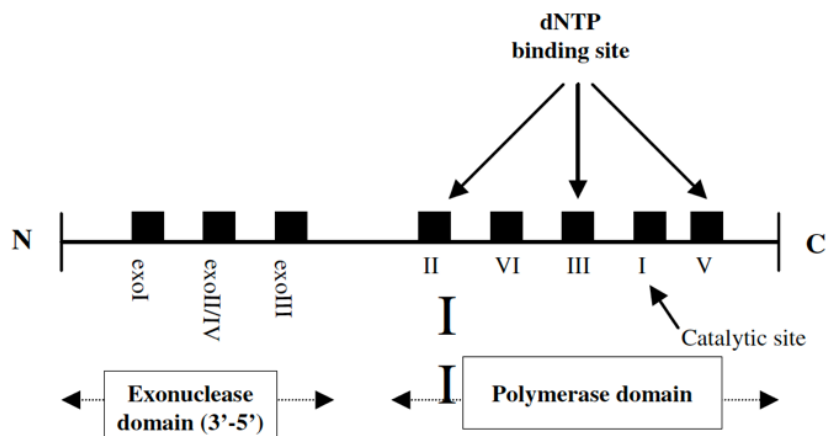 dNTP
binding site
N
C
exoI
exoII/IV
exoIII
II
VI
III
I
V
I
I
Catalytic site
Exonuclease
domain (3’-5’)
Polymerase domain